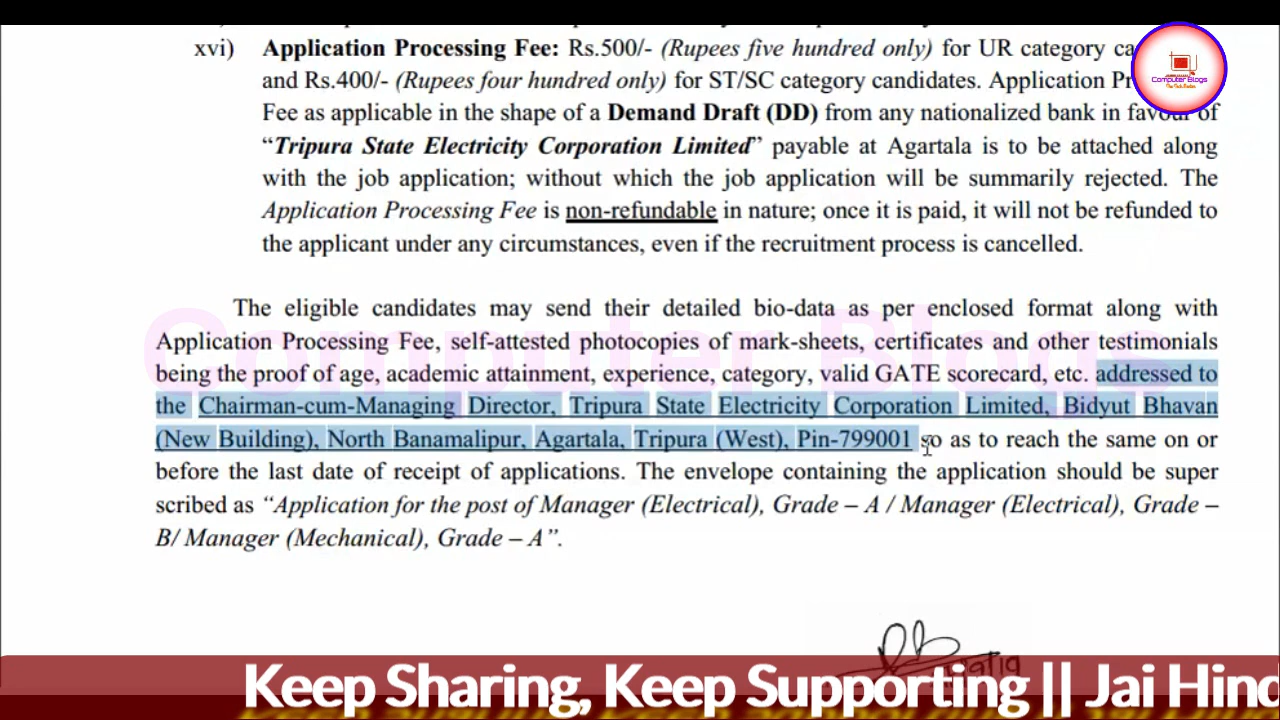 xvi) Application Processing Fee: Rs.500/- (Rupees five hundred only) for UR category
and Rs.400/- (Rupees four hundred only) for ST/SC category candidates. Application
Fee as applicable in the shape of a Demand Draft (DD) from any nationalized bank in favour of
“Tripura State Electricity Corporation Limited” payable at Agartala is to be attached along
with the job application; without which the job application will be summarily rejected. The
Application Processing Fee is non-refundable in nature; once it is paid, it will not be refunded to
the applicant under any circumstances, even if the recruitment process is cancelled.
The eligible candidates may send their detailed bio-data as per enclosed format along with
Application Processing Fee, self-attested photocopies of mark-sheets, certificates and other testimonials
being the proof of age, academic attainment, experience, category, valid GATE scorecard, etc. addressed to
the Chairman-cum-Managing Director, Tripura State Electricity Corporation Limited, Bidyut Bhavan
(New Building), North Banamalipur, Agartala, Tripura (West), Pin-799001 so as to reach the same on or
before the last date of receipt of applications. The envelope containing the application should be super
scribed as “Application for the post of Manager (Electrical), Grade – A / Manager (Electrical), Grade –
B/ Manager (Mechanical), Grade – A”.
Computer Blogs
Computer Blogs
Keep Sharing, Keep Supporting || Jai Hind